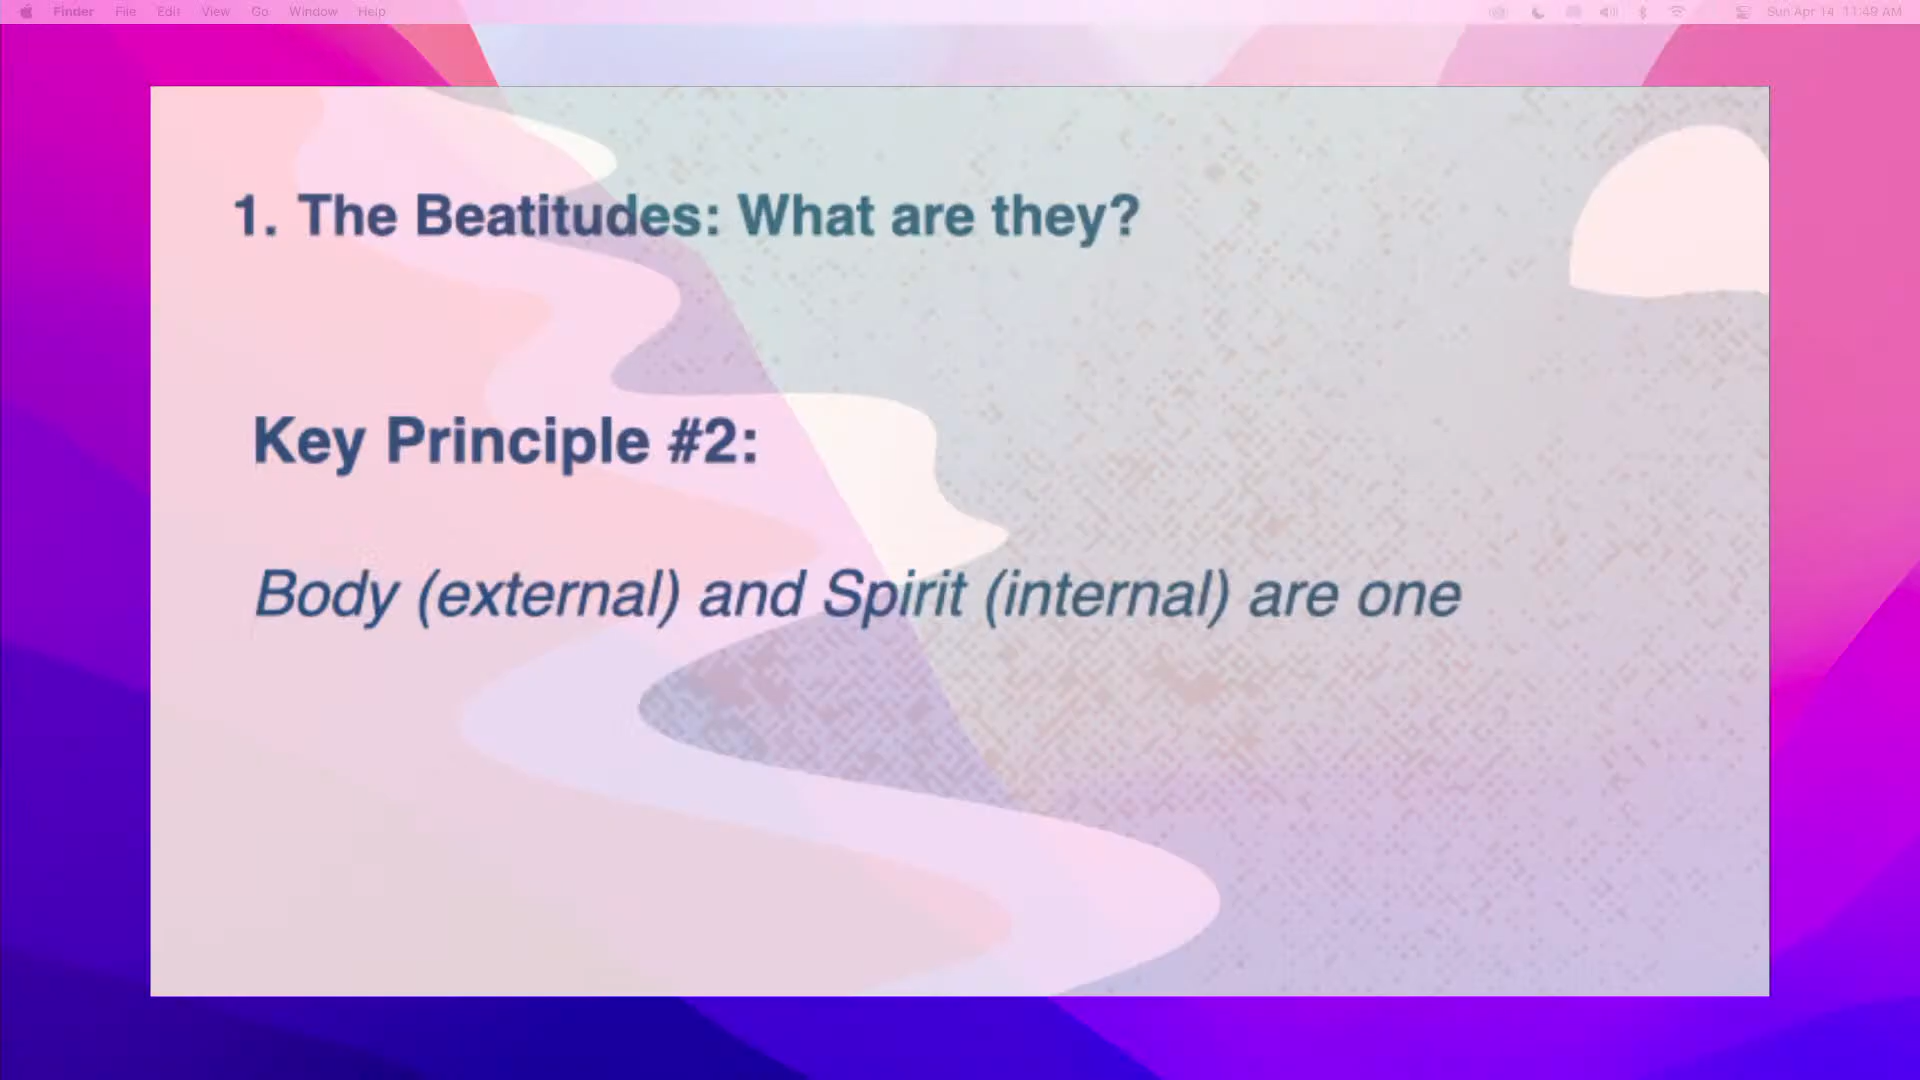 Finder File Edit View Go Window Help Sun Apr 14 11:49 AM
1. The Beatitudes: What are they?
Key Principle #2:
Body (external) and Spirit (internal) are one